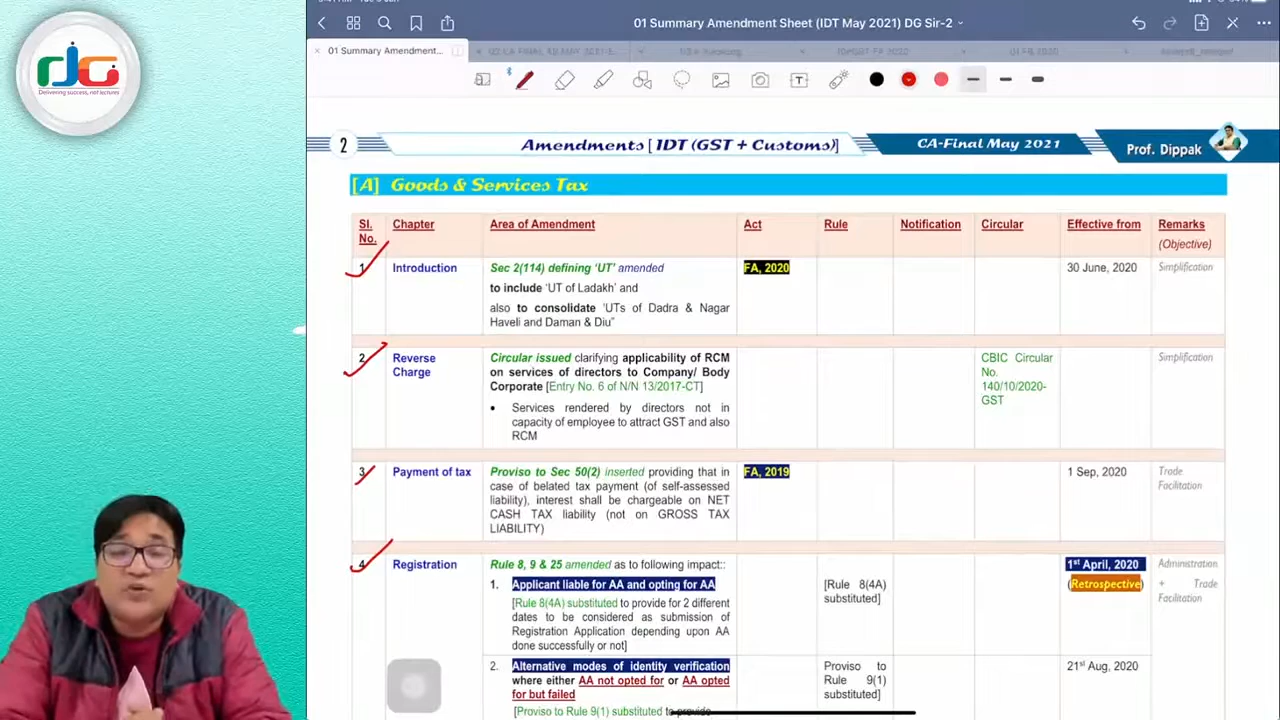 01 Summary Amendment Sheet (IDT May 2021) DG Sir-2
01 Summary Amendment...
Delivering success, not lectures
2
Amendments [ IDT (GST + Customs)]
CA-Final May 2021
Prof. Dippak
[A] Goods & Services Tax
Sl. No. Chapter Area of Amendment Act Rule Notification Circular Effective from Remarks (Objective)
1 Introduction
Sec 2(114) defining 'UT' amended
to include 'UT of Ladakh' and
also to consolidate 'UTs of Dadra & Nagar
Haveli and Daman & Diu"
FA, 2020
30 June, 2020
Simplification
2 Reverse
Charge
Circular issued clarifying applicability of RCM
on services of directors to Company/ Body
Corporate [Entry No. 6 of N/N 13/2017-CT]
• Services rendered by directors not in
capacity of employee to attract GST and also
RCM
CBIC Circular
No.
140/10/2020-
GST
Simplification
3 Payment of tax
Proviso to Sec 50(2) inserted providing that in
case of belated tax payment (of self-assessed
liability), interest shall be chargeable on NET
CASH TAX liability (not on GROSS TAX
LIABILITY)
FA, 2019
1 Sep, 2020
Trade
Facilitation
4 Registration
Rule 8, 9 & 25 amended as to following impact::
1. Applicant liable for AA and opting for AA
[Rule 8(4A) substituted to provide for 2 different
dates to be considered as submission of
Registration Application depending upon AA
done successfully or not]
[Rule 8(4A)
substituted]
1st April, 2020
(Retrospective)
Administration
+ Trade
Facilitation
2. Alternative modes of identity verification
where either AA not opted for or AA opted
for but failed
[Proviso to Rule 9(1) substituted to provide
Proviso to
Rule 9(1)
substituted]
21st Aug, 2020